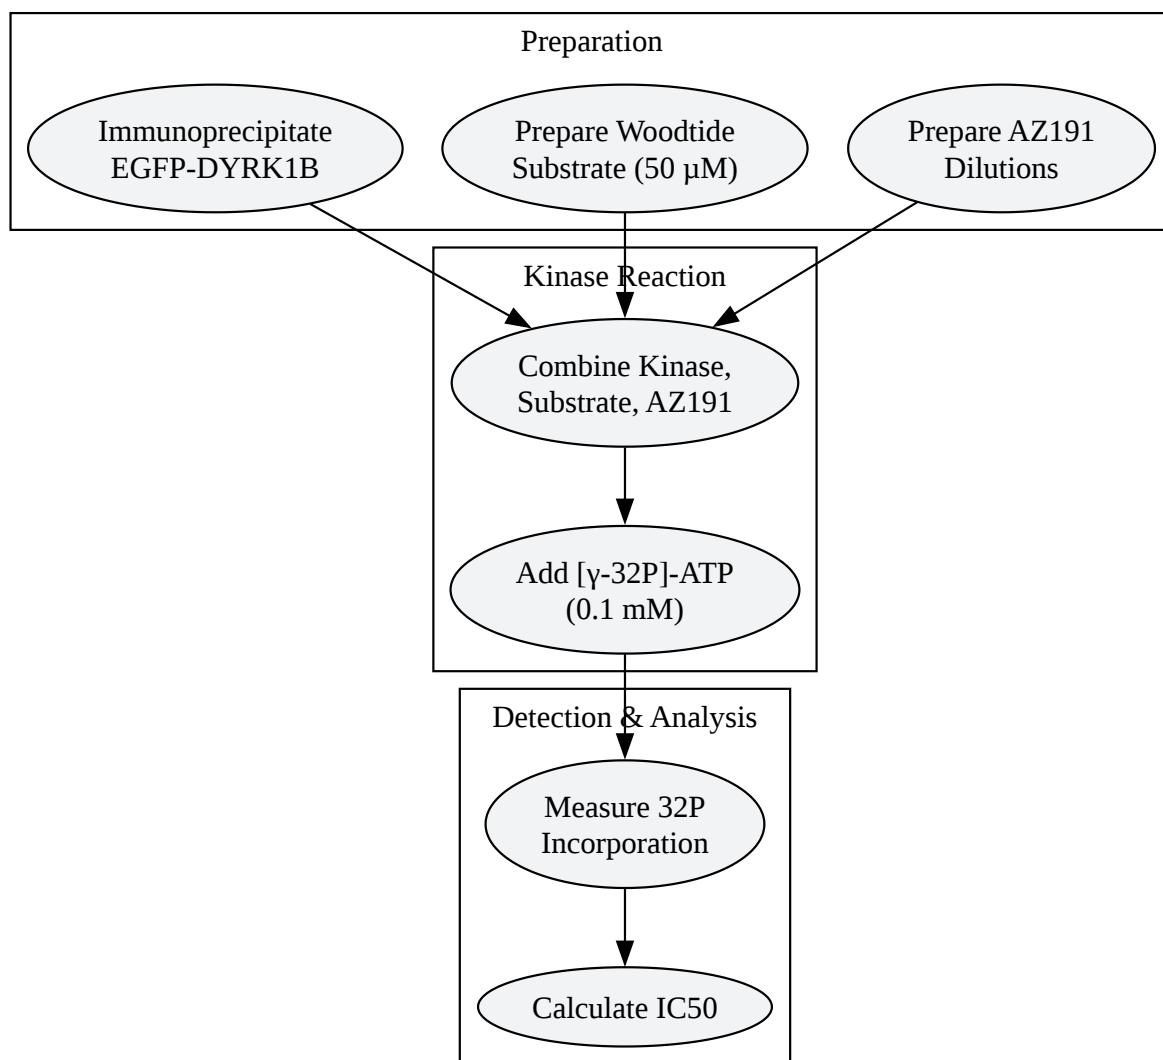 Preparation
Immunoprecipitate
EGFP-DYRK1B
Prepare Woodtide
Substrate (50 µM)
Prepare AZ191
Dilutions
Kinase Reaction
Combine Kinase,
Substrate, AZ191
Add [γ-32P]-ATP
(0.1 mM)
Detection & Analysis
Measure 32P
Incorporation
Calculate IC50